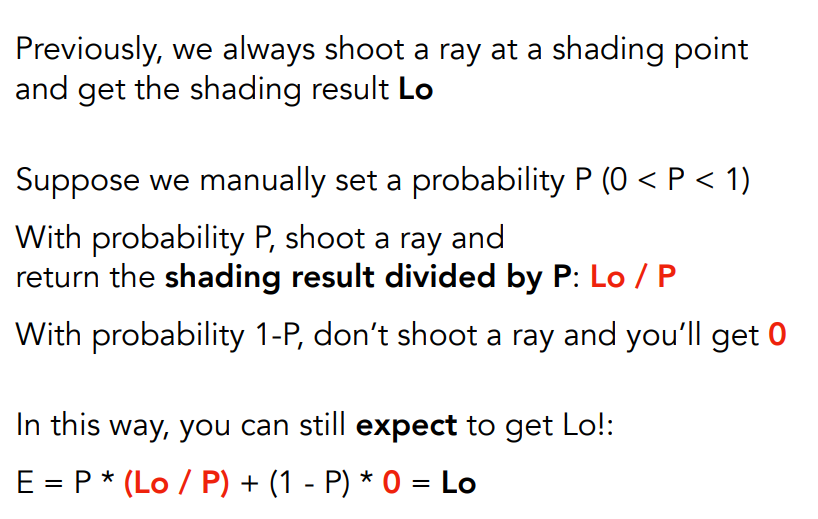 Previously, we always shoot a ray at a shading point
and get the shading result Lo
Suppose we manually set a probability P (0 < P < 1)
With probability P, shoot a ray and
return the shading result divided by P: Lo / P
With probability 1-P, don’t shoot a ray and you’ll get 0
In this way, you can still expect to get Lo!:
E = P * (Lo / P) + (1 - P) * 0 = Lo